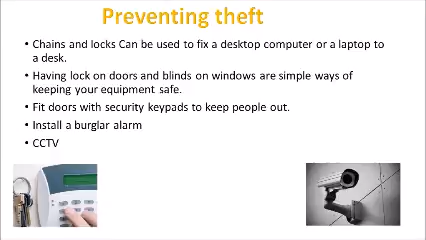 Preventing theft
• Chains and locks Can be used to fix a desktop computer or a laptop to
a desk.
• Having lock on doors and blinds on windows are simple ways of
keeping your equipment safe.
• Fit doors with security keypads to keep people out.
• Install a burglar alarm
• CCTV